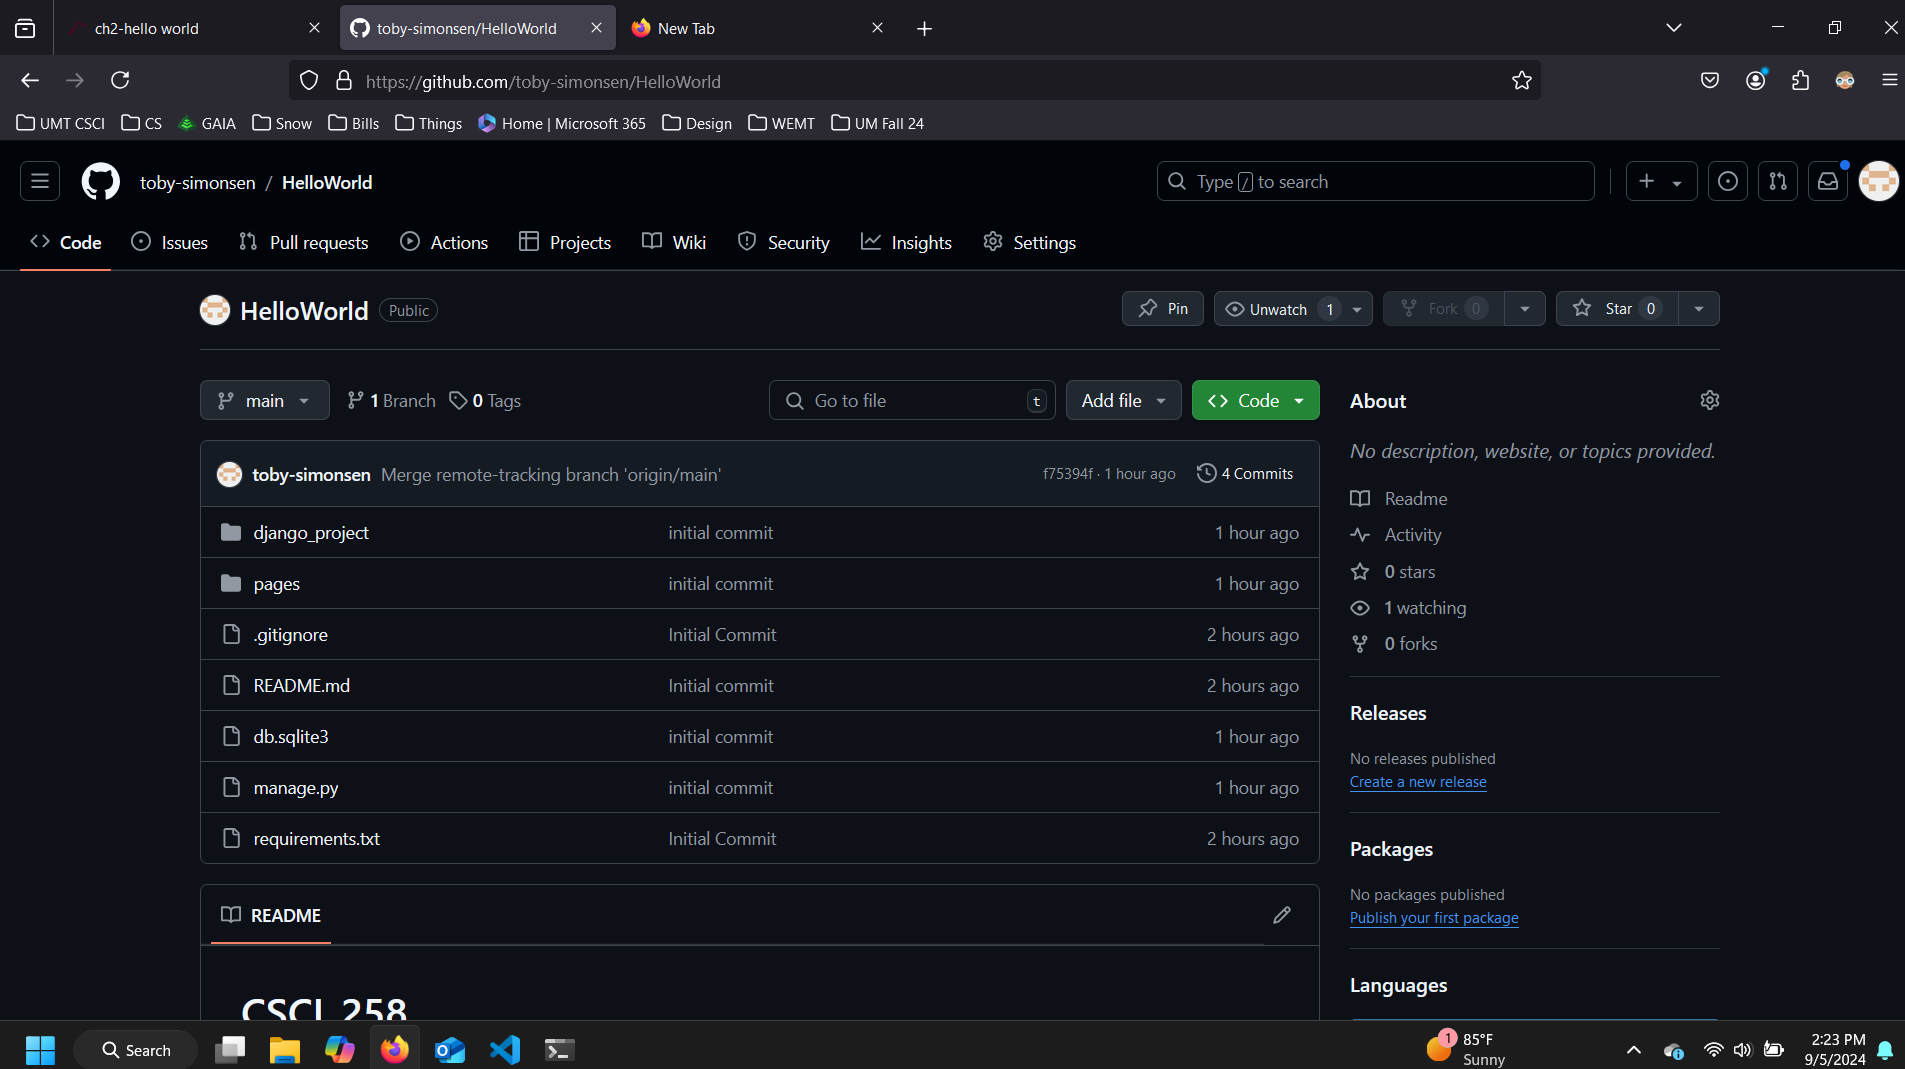 ch2-hello world
toby-simonsen/HelloWorld
New Tab
https://github.com/toby-simonsen/HelloWorld
UMT CSCI CS GAIA Snow Bills Things Home | Microsoft 365 Design WEMT UM Fall 24
toby-simonsen / HelloWorld
Type / to search
Code Issues Pull requests Actions Projects Wiki Security Insights Settings
HelloWorld Public
Pin Unwatch 1 Fork 0 Star 0
main 1 Branch 0 Tags
Go to file t Add file Code
toby-simonsen Merge remote-tracking branch 'origin/main' f75394f · 1 hour ago 4 Commits
django_project initial commit 1 hour ago
pages initial commit 1 hour ago
.gitignore Initial Commit 2 hours ago
README.md Initial commit 2 hours ago
db.sqlite3 initial commit 1 hour ago
manage.py initial commit 1 hour ago
requirements.txt Initial Commit 2 hours ago
README
CSCI 258
About
No description, website, or topics provided.
Readme
Activity
0 stars
1 watching
0 forks
Releases
No releases published
Create a new release
Packages
No packages published
Publish your first package
Languages
Search
1
85°F
Sunny
2:23 PM
9/5/2024